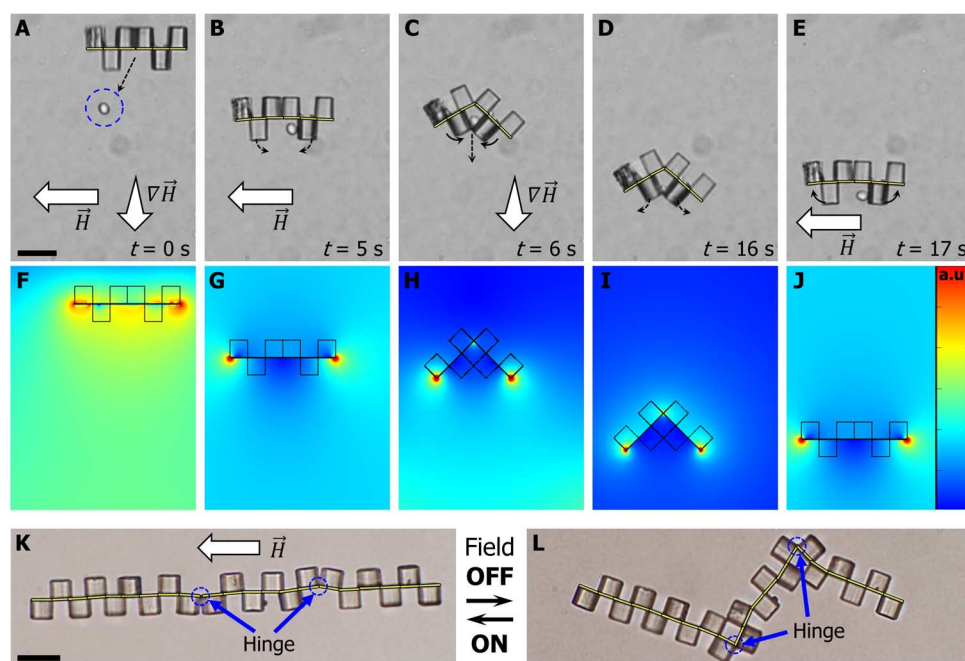 A
B
C
D
E
H⃗
∇H⃗
t = 0 s
H⃗
t = 5 s
∇H⃗
t = 6 s
t = 16 s
H⃗
t = 17 s
F
G
H
I
J
a.u
K
H⃗
Hinge
Field
OFF
ON
L
Hinge